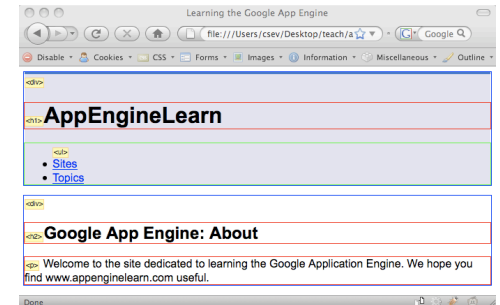 Learning the Google App Engine
file:///Users/csev/Desktop/teach/a
Google
Disable Cookies CSS Forms Images Information Miscellaneous Outline
<div>
<h1> AppEngineLearn
<ul>
Sites
Topics
<div>
<h2> Google App Engine: About
<p> Welcome to the site dedicated to learning the Google Application Engine. We hope you
find www.appenginelearn.com useful.
Done